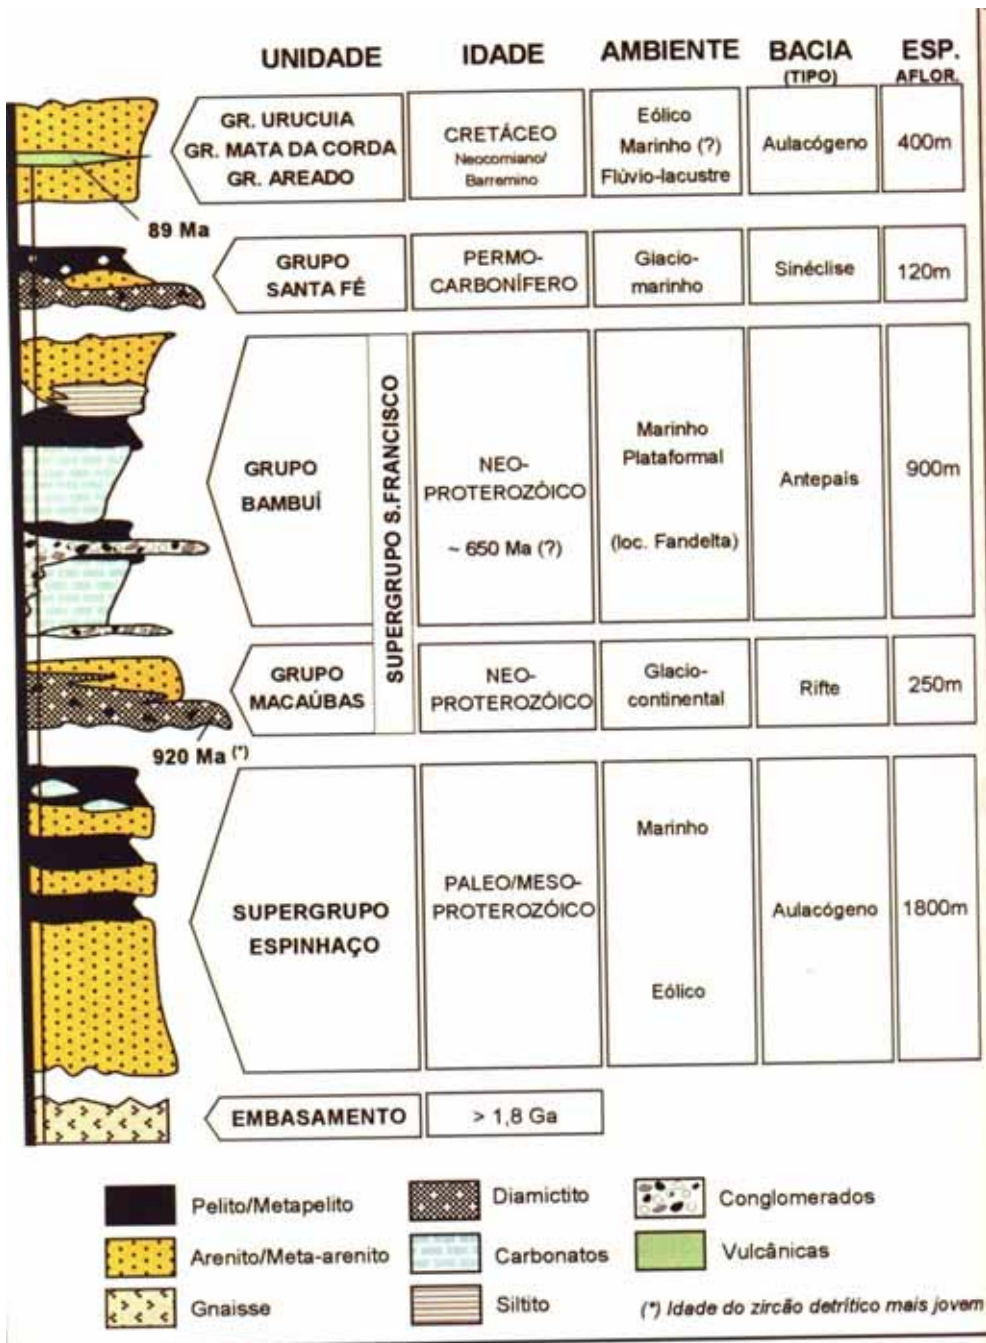 UNIDADE IDADE AMBIENTE BACIA ESP.
(TIPO) AFLOR.
GR. URUCUIA
GR. MATA DA CORDA
GR. AREADO
CRETÁCEO
Neocomiano/
Barremino
Eólico
Marinho (?)
Flúvio-lacustre
Aulacógeno
400m
89 Ma
GRUPO
SANTA FÉ
PERMO-
CARBONÍFERO
Glacio-
marinho
Sinéclise
120m
GRUPO
BAMBUÍ
SUPERGRUPO S.FRANCISCO
NEO-
PROTEROZÓICO
~ 650 Ma (?)
Marinho
Plataformal
(loc. Fandelta)
Antepaís
900m
GRUPO
MACAÚBAS
NEO-
PROTEROZÓICO
Glacio-
continental
Rifte
250m
920 Ma (*)
SUPERGRUPO
ESPINHAÇO
PALEO/MESO-
PROTEROZÓICO
Marinho
Eólico
Aulacógeno
1800m
EMBASAMENTO
> 1,8 Ga
Pelito/Metapelito
Diamictito
Conglomerados
Arenito/Meta-arenito
Carbonatos
Vulcânicas
Gnaisse
Siltito
(*) Idade do zircão detrítico mais jovem